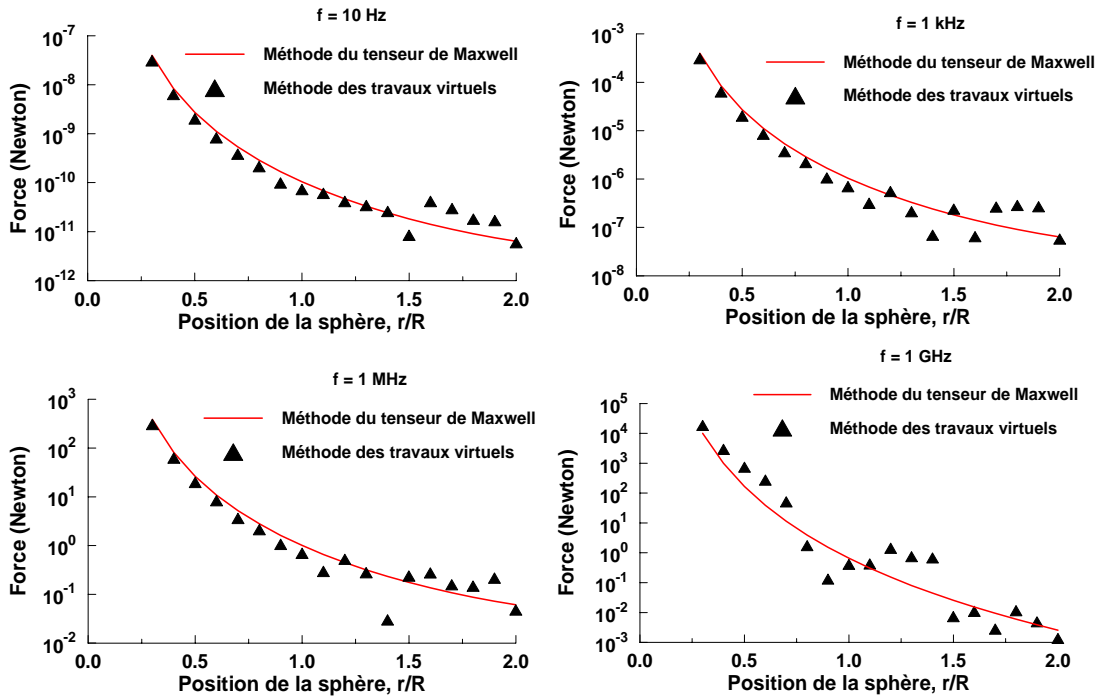 f = 10 Hz
Méthode du tenseur de Maxwell
Méthode des travaux virtuels
Force (Newton)
10⁻⁷
10⁻⁸
10⁻⁹
10⁻¹⁰
10⁻¹¹
10⁻¹²
0.0 0.5 1.0 1.5 2.0
Position de la sphère, r/R
f = 1 kHz
Méthode du tenseur de Maxwell
Méthode des travaux virtuels
Force (Newton)
10⁻³
10⁻⁴
10⁻⁵
10⁻⁶
10⁻⁷
10⁻⁸
0.0 0.5 1.0 1.5 2.0
Position de la sphère, r/R
f = 1 MHz
Méthode du tenseur de Maxwell
Méthode des travaux virtuels
Force (Newton)
10³
10²
10¹
10⁰
10⁻¹
10⁻²
0.0 0.5 1.0 1.5 2.0
Position de la sphère, r/R
f = 1 GHz
Méthode du tenseur de Maxwell
Méthode des travaux virtuels
Force (Newton)
10⁵
10⁴
10³
10²
10¹
10⁰
10⁻¹
10⁻²
10⁻³
0.0 0.5 1.0 1.5 2.0
Position de la sphère, r/R